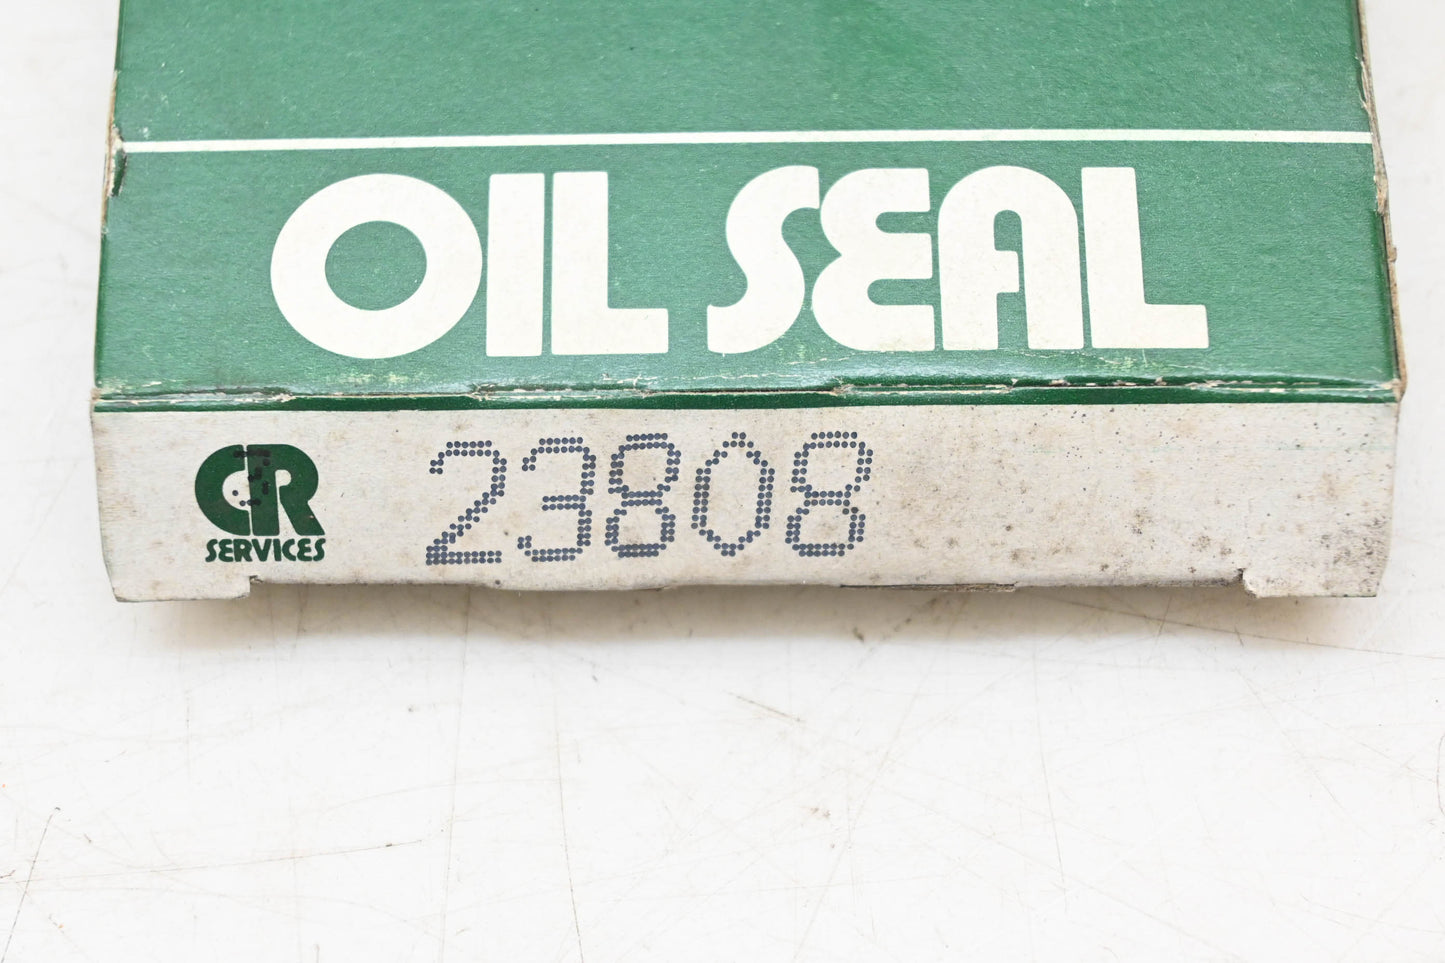 OIL SEAL
CR 23808
SERVICES